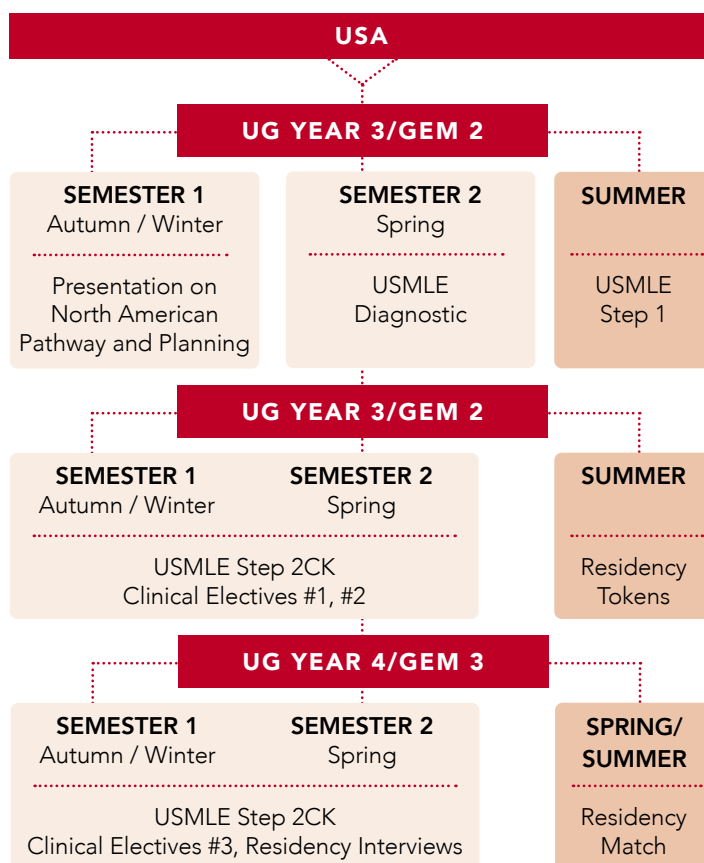 USA
UG YEAR 3/GEM 2
SEMESTER 1
Autumn / Winter
Presentation on
North American
Pathway and Planning
SEMESTER 2
Spring
USMLE
Diagnostic
SUMMER
USMLE
Step 1
UG YEAR 3/GEM 2
SEMESTER 1
Autumn / Winter
SEMESTER 2
Spring
USMLE Step 2CK
Clinical Electives #1, #2
SUMMER
Residency
Tokens
UG YEAR 4/GEM 3
SEMESTER 1
Autumn / Winter
SEMESTER 2
Spring
USMLE Step 2CK
Clinical Electives #3, Residency Interviews
SPRING/
SUMMER
Residency
Match